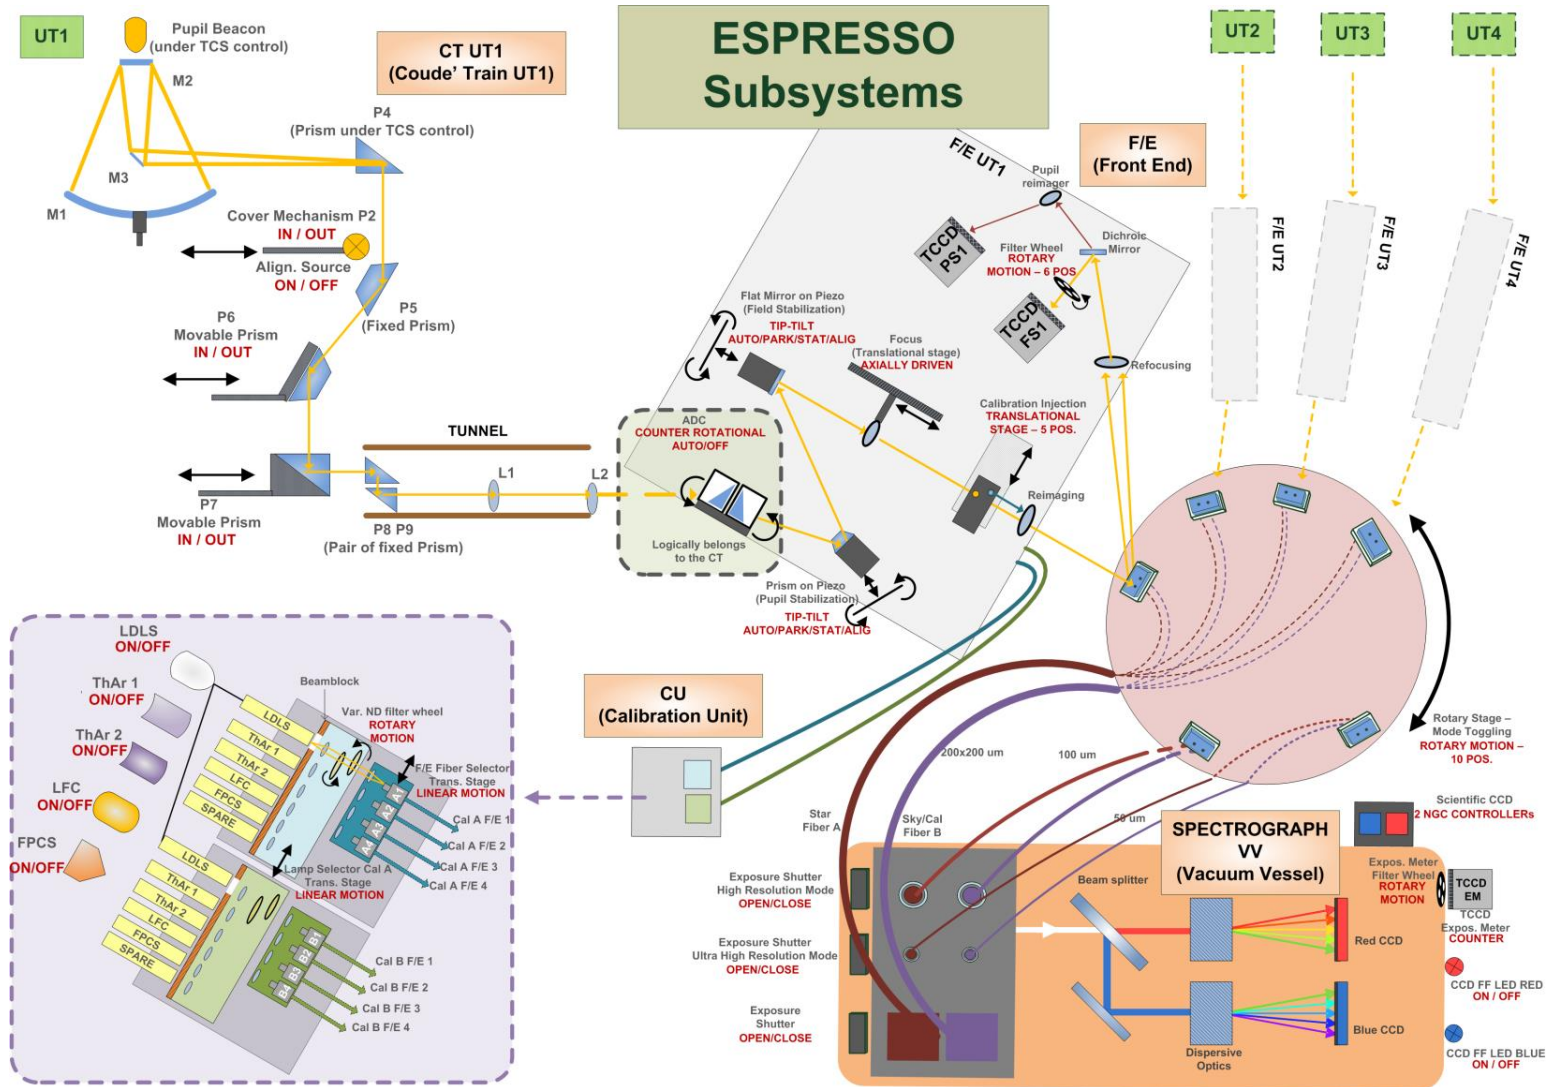 UT1
Pupil Beacon
(under TCS control)
M2
CT UT1
(Coude' Train UT1)
ESPRESSO
Subsystems
UT2
UT3
UT4
P4
(Prism under TCS control)
M3
M1
Cover Mechanism P2
IN / OUT
Align. Source
ON / OFF
P5
(Fixed Prism)
P6
Movable Prism
IN / OUT
TUNNEL
L1
L2
P7
Movable Prism
IN / OUT
P8 P9
(Pair of fixed Prism)
F/E UT1
F/E
(Front End)
Pupil
reimager
TCCD
PS1
Dichroic
Mirror
Filter Wheel
ROTARY
MOTION – 6 POS
TCCD
FS1
Flat Mirror on Piezo
(Field Stabilization)
TIP-TILT
AUTO/PARK/STAT/ALIG
Focus
(Translational stage)
AXIALLY DRIVEN
Refocusing
Calibration Injection
TRANSLATIONAL
STAGE – 5 POS.
Reimaging
ADC
COUNTER ROTATIONAL
AUTO/OFF
Logically belongs
to the CT
Prism on Piezo
(Pupil Stabilization)
TIP-TILT
AUTO/PARK/STAT/ALIG
F/E UT2
F/E UT3
F/E UT4
Rotary Stage –
Mode Toggling
ROTARY MOTION –
10 POS.
CU
(Calibration Unit)
LDLS
ON/OFF
ThAr 1
ON/OFF
ThAr 2
ON/OFF
LFC
ON/OFF
FPCS
ON/OFF
Beamblock
Var. ND filter wheel
ROTARY
MOTION
LDLS
ThAr 1
ThAr 2
LFC
FPCS
SPARE
F/E Fiber Selector
Trans. Stage
LINEAR MOTION
A1
A2
A3
A4
Cal A F/E 1
Cal A F/E 2
Cal A F/E 3
Cal A F/E 4
Lamp Selector Cal A
Trans. Stage
LINEAR MOTION
LDLS
ThAr 1
ThAr 2
LFC
FPCS
SPARE
B1
B2
B3
B4
Cal B F/E 1
Cal B F/E 2
Cal B F/E 3
Cal B F/E 4
200x200 um
100 um
50 um
Star
Fiber A
Sky/Cal
Fiber B
SPECTROGRAPH
VV
(Vacuum Vessel)
Scientific CCD
2 NGC CONTROLLERs
Exposure Shutter
High Resolution Mode
OPEN/CLOSE
Exposure Shutter
Ultra High Resolution Mode
OPEN/CLOSE
Exposure
Shutter
OPEN/CLOSE
Beam splitter
Red CCD
Blue CCD
Dispersive
Optics
Expos. Meter
Filter Wheel
ROTARY
MOTION
TCCD
EM
TCCD
Expos. Meter
COUNTER
CCD FF LED RED
ON / OFF
CCD FF LED BLUE
ON / OFF